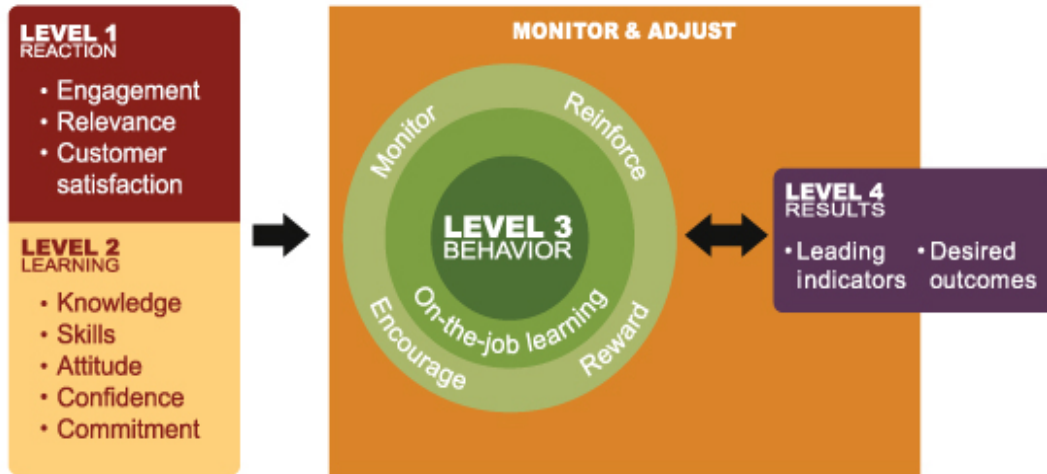 LEVEL 1
REACTION
• Engagement
• Relevance
• Customer
satisfaction
LEVEL 2
LEARNING
• Knowledge
• Skills
• Attitude
• Confidence
• Commitment
MONITOR & ADJUST
Monitor
Reinforce
LEVEL 3
BEHAVIOR
On-the-job learning
Encourage
Reward
LEVEL 4
RESULTS
• Leading
indicators
• Desired
outcomes